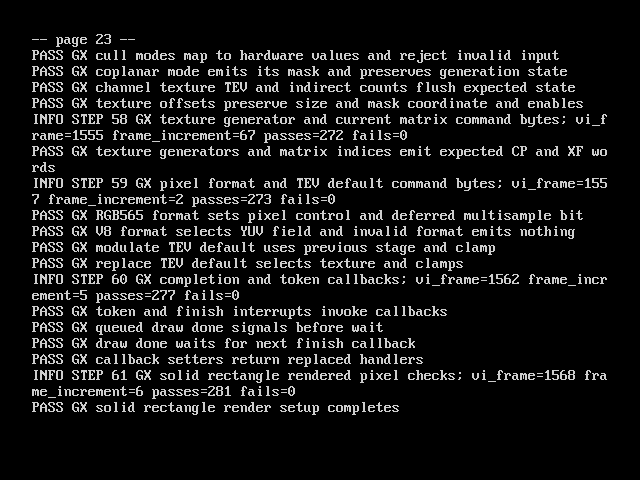 -- page 23 --
PASS GX cull modes map to hardware values and reject invalid input
PASS GX coplanar mode emits its mask and preserves generation state
PASS GX channel texture TEV and indirect counts flush expected state
PASS GX texture offsets preserve size and mask coordinate and enables
INFO STEP 58 GX texture generator and current matrix command bytes; vi_f
rame=1555 frame_increment=67 passes=272 fails=0
PASS GX texture generators and matrix indices emit expected CP and XF wo
rds
INFO STEP 59 GX pixel format and TEV default command bytes; vi_frame=155
7 frame_increment=2 passes=273 fails=0
PASS GX RGB565 format sets pixel control and deferred multisample bit
PASS GX V8 format selects YUV field and invalid format emits nothing
PASS GX modulate TEV default uses previous stage and clamp
PASS GX replace TEV default selects texture and clamps
INFO STEP 60 GX completion and token callbacks; vi_frame=1562 frame_incr
ement=5 passes=277 fails=0
PASS GX token and finish interrupts invoke callbacks
PASS GX queued draw done signals before wait
PASS GX draw done waits for next finish callback
PASS GX callback setters return replaced handlers
INFO STEP 61 GX solid rectangle rendered pixel checks; vi_frame=1568 fra
me_increment=6 passes=281 fails=0
PASS GX solid rectangle render setup completes